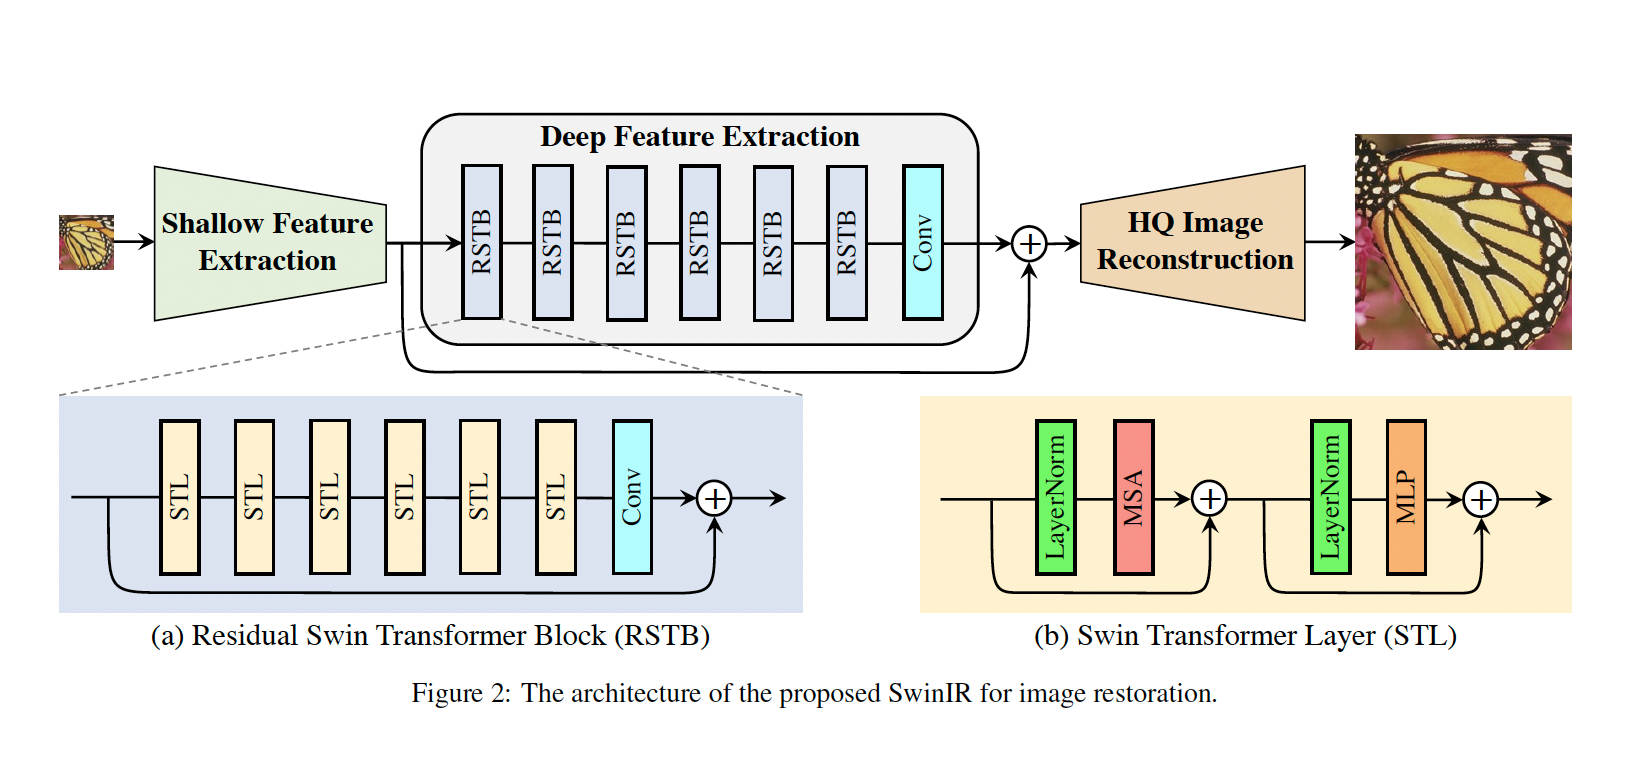 Deep Feature Extraction
Shallow Feature
Extraction
RSTB
RSTB
RSTB
RSTB
RSTB
RSTB
Conv
+
HQ Image
Reconstruction
STL
STL
STL
STL
STL
STL
Conv
+
LayerNorm
MSA
+
LayerNorm
MLP
+
(a) Residual Swin Transformer Block (RSTB)
(b) Swin Transformer Layer (STL)
Figure 2: The architecture of the proposed SwinIR for image restoration.